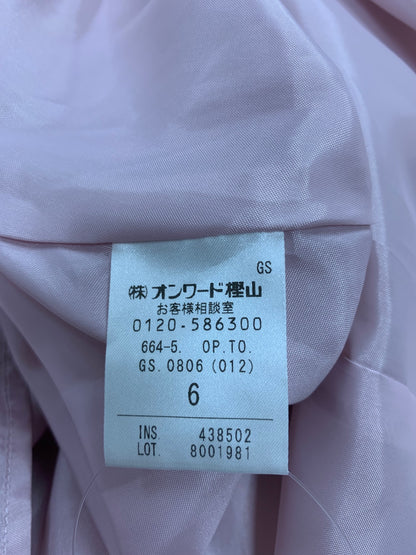 GS
(株)オンワード樫山
お客様相談室
0120-586300
664-5. OP.TO.
GS.0806(012)
6
INS. 438502
LOT. 8001981